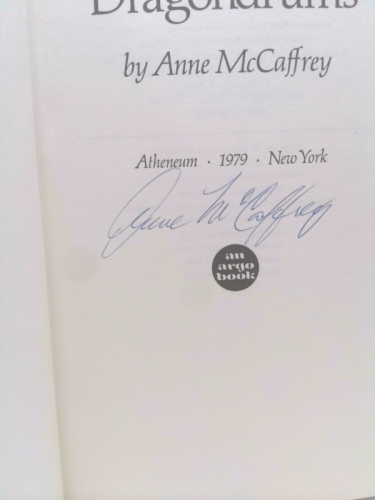 Dragondrums
by Anne McCaffrey
Atheneum · 1979 · New York
Anne McCaffrey
an
argo
book